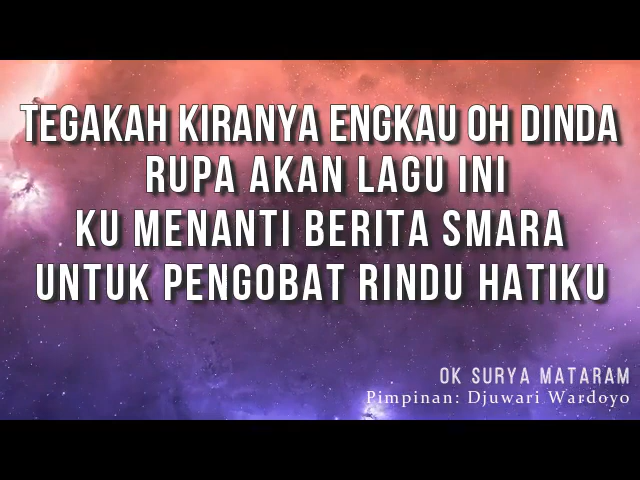 TEGAKAH KIRANYA ENGKAU OH DINDA
RUPA AKAN LAGU INI
KU MENANTI BERITA SMARA
UNTUK PENGOBAT RINDU HATIKU
OK SURYA MATARAM
Pimpinan: Djuwari Wardoyo